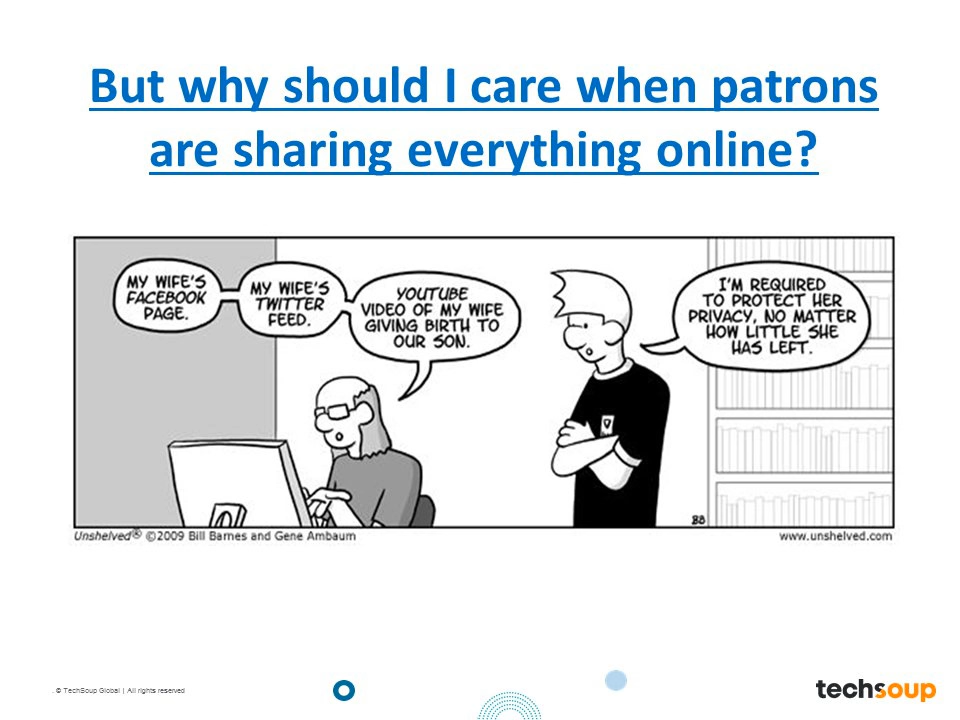 But why should I care when patrons
are sharing everything online?
MY WIFE'S
FACEBOOK
PAGE.
MY WIFE'S
TWITTER
FEED.
YOUTUBE
VIDEO OF MY WIFE
GIVING BIRTH TO
OUR SON.
I'M REQUIRED
TO PROTECT HER
PRIVACY, NO MATTER
HOW LITTLE SHE
HAS LEFT.
BB
Unshelved® ©2009 Bill Barnes and Gene Ambaum
www.unshelved.com
. © TechSoup Global | All rights reserved
techsoup